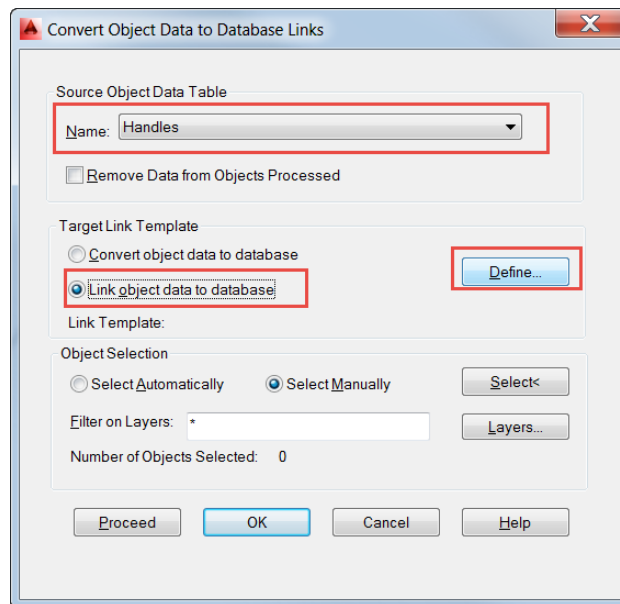 Convert Object Data to Database Links
Source Object Data Table
Name: Handles
Remove Data from Objects Processed
Target Link Template
Convert object data to database
Define...
Link object data to database
Link Template:
Object Selection
Select Automatically Select Manually Select<
Filter on Layers: * Layers...
Number of Objects Selected: 0
Proceed OK Cancel Help